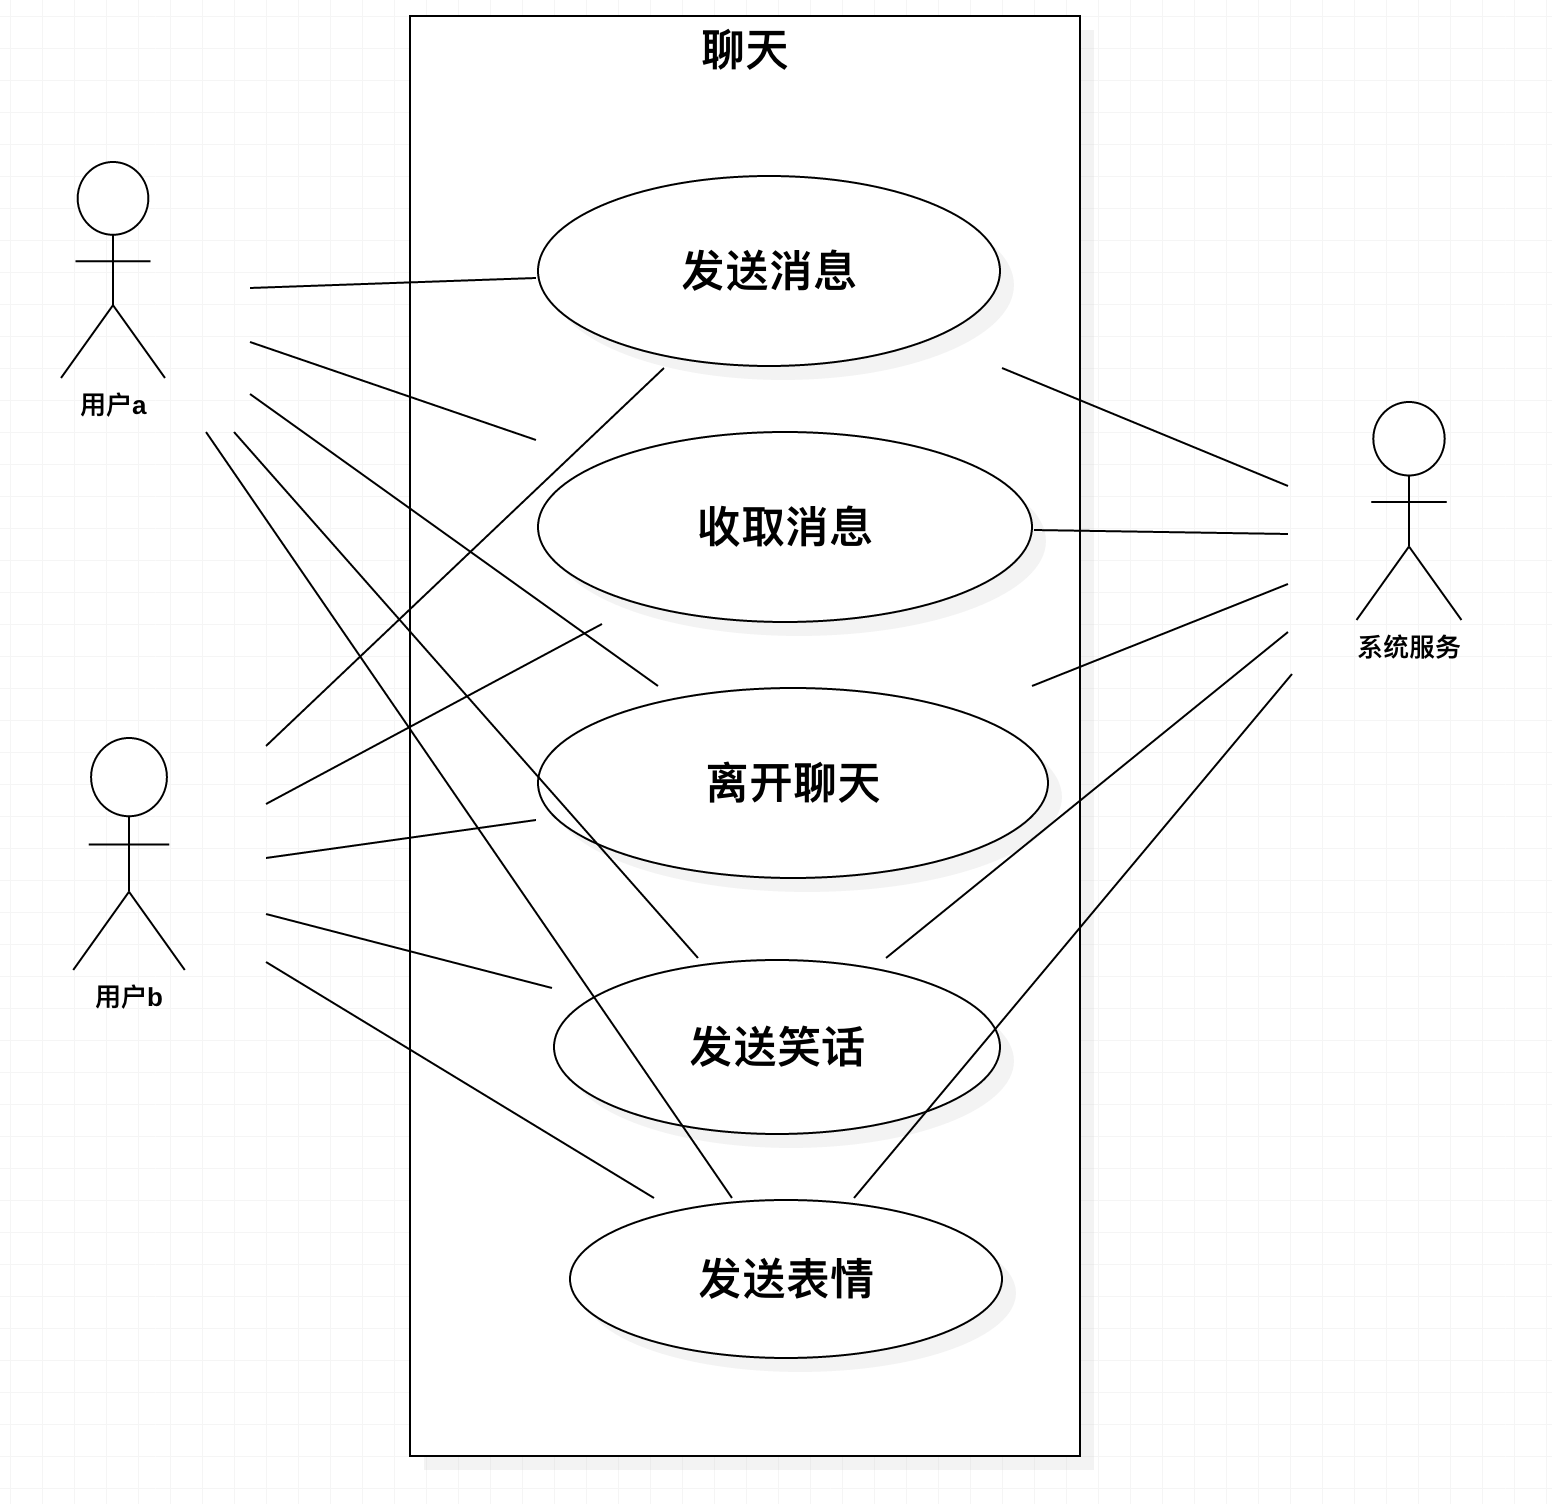 聊天
发送消息
用户a
收取消息
系统服务
离开聊天
用户b
发送笑话
发送表情